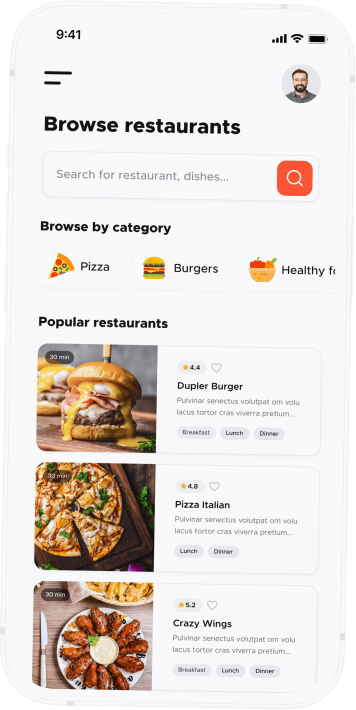 9:41
Browse restaurants
Search for restaurant, dishes...
Browse by category
Pizza
Burgers
Healthy fo
Popular restaurants
30 min
4.4
Dupler Burger
Pulvinar senectus volutpat om volu
lacus tortor cras viverra pretium...
Breakfast Lunch Dinner
30 min
4.8
Pizza Italian
Pulvinar senectus volutpat om volu
lacus tortor cras viverra pretium...
Lunch Dinner
30 min
5.2
Crazy Wings
Pulvinar senectus volutpat om volu
lacus tortor cras viverra pretium...
Breakfast Lunch Dinner